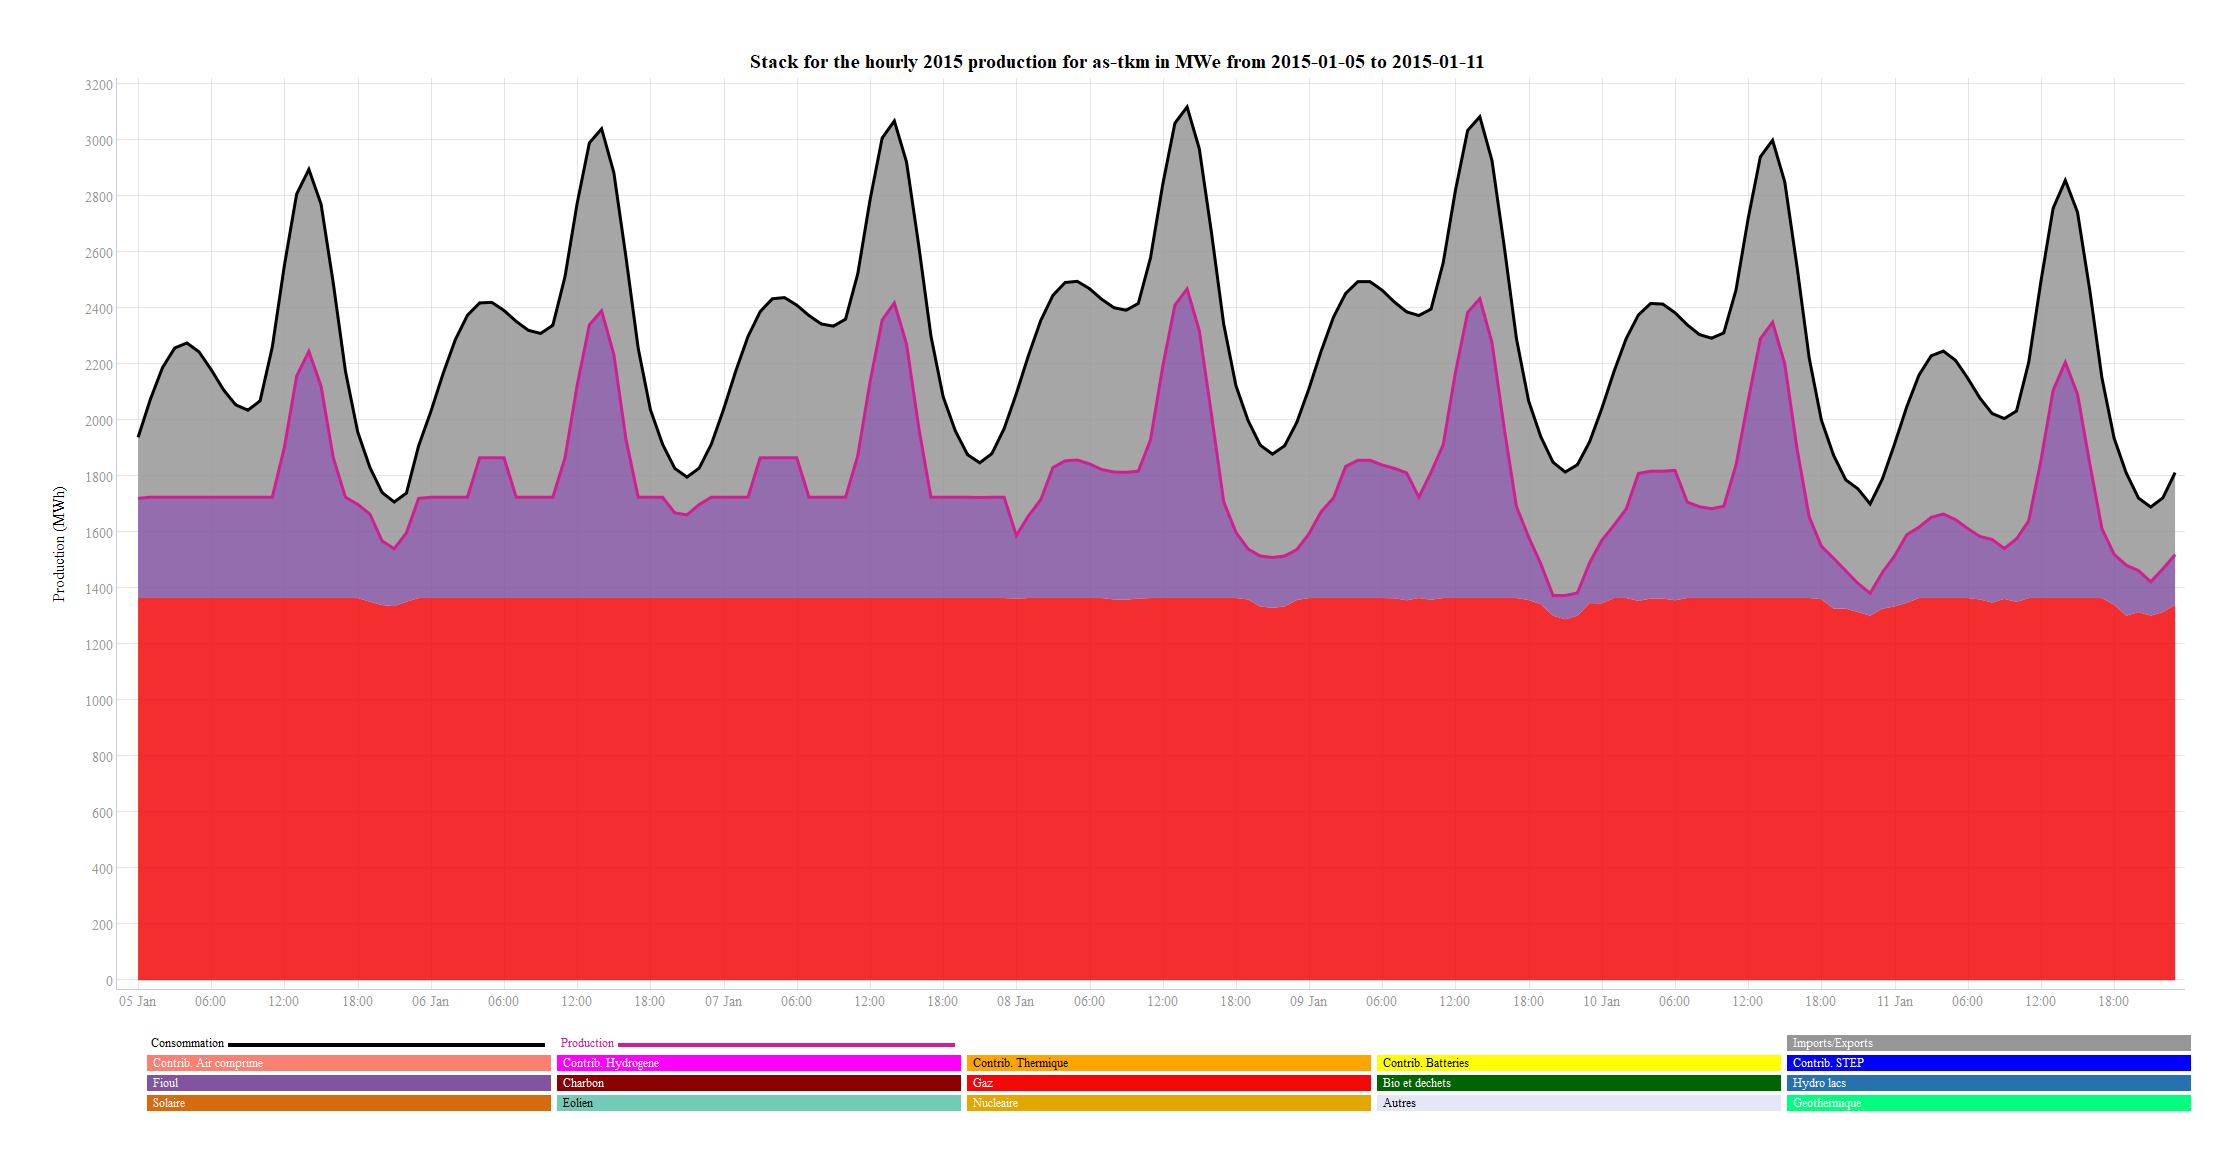 Stack for the hourly 2015 production for as-tkm in MWe from 2015-01-05 to 2015-01-11
3200
3000
2800
2600
2400
2200
2000
1800
1600
1400
1200
1000
800
600
400
200
0
Production (MWh)
05 Jan 06:00 12:00 18:00 06 Jan 06:00 12:00 18:00 07 Jan 06:00 12:00 18:00 08 Jan 06:00 12:00 18:00 09 Jan 06:00 12:00 18:00 10 Jan 06:00 12:00 18:00 11 Jan 06:00 12:00 18:00
Consommation Production Imports/Exports
Contrib. Air comprime Contrib. Hydrogene Contrib. Thermique Contrib. Batteries Contrib. STEP
Fioul Charbon Gaz Bio et dechets Hydro lacs
Solaire Eolien Nucleaire Autres Geothermique